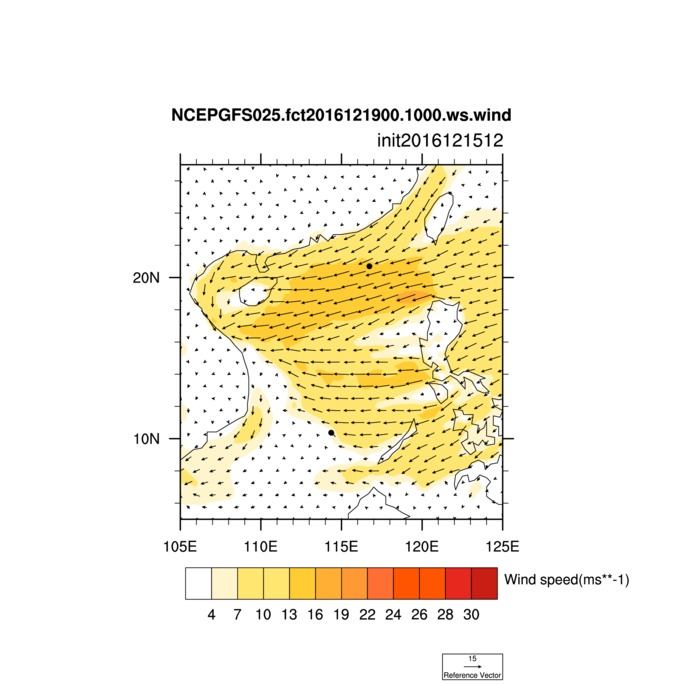 NCEPGFS025.fct2016121900.1000.ws.wind
init2016121512
20N
10N
105E 110E 115E 120E 125E
Wind speed(ms**-1)
4 7 10 13 16 19 22 24 26 28 30
15
Reference Vector